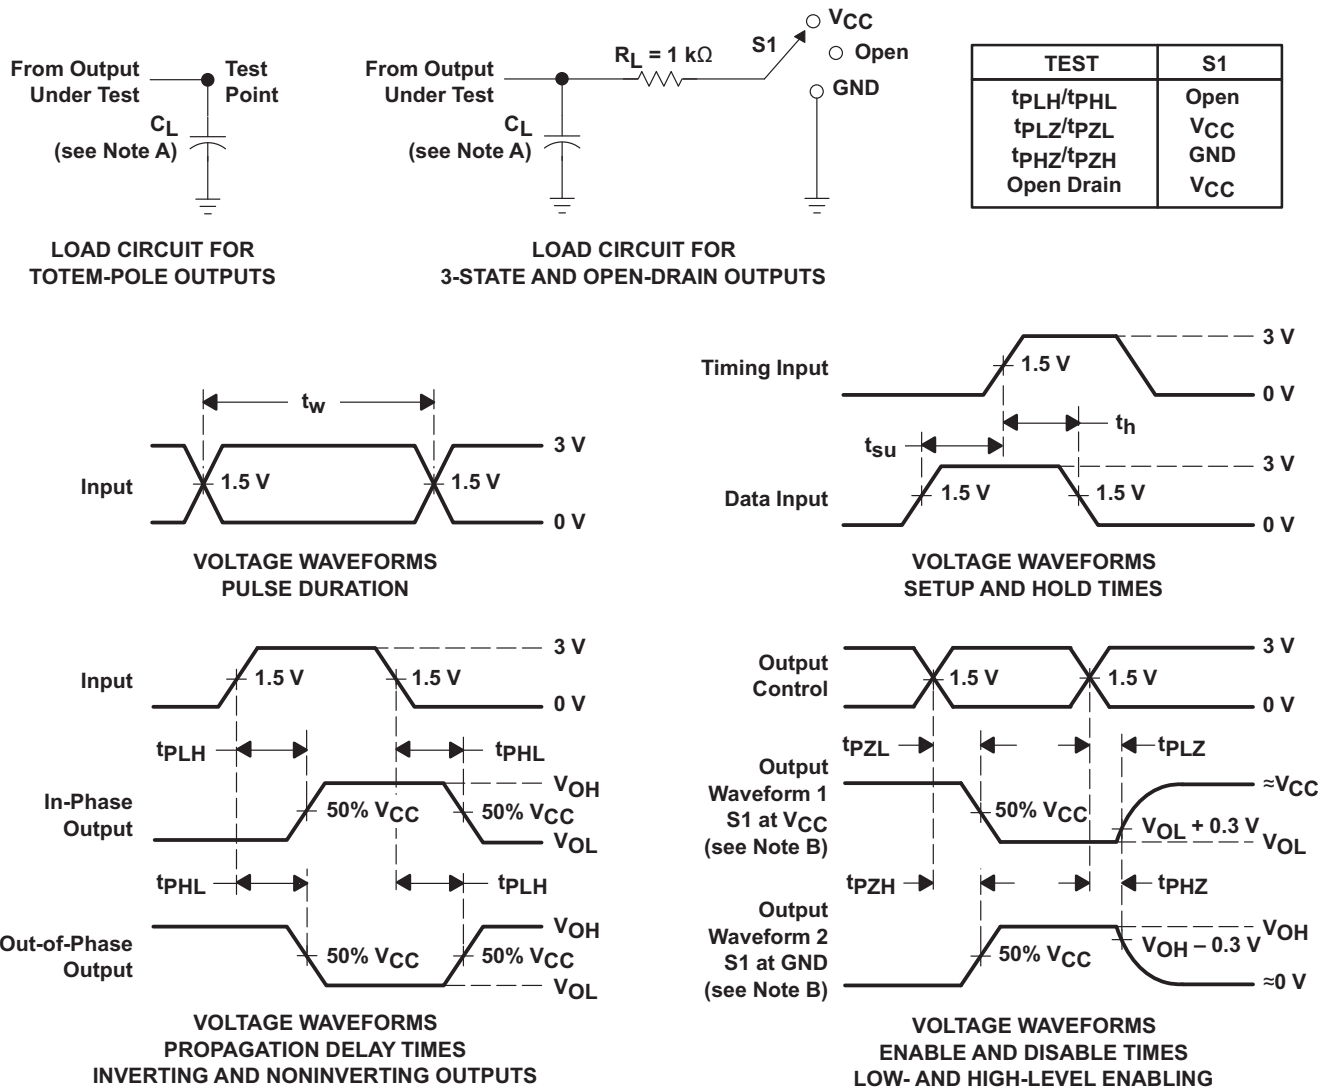 From Output
Under Test
Test
Point
CL
(see Note A)
LOAD CIRCUIT FOR
TOTEM-POLE OUTPUTS
From Output
Under Test
RL = 1 kΩ
S1
VCC
Open
GND
CL
(see Note A)
LOAD CIRCUIT FOR
3-STATE AND OPEN-DRAIN OUTPUTS
TEST S1
tPLH/tPHL Open
tPLZ/tPZL VCC
tPHZ/tPZH GND
Open Drain VCC
tw
3 V
Input
1.5 V 1.5 V
0 V
VOLTAGE WAVEFORMS
PULSE DURATION
3 V
Timing Input
1.5 V
0 V
th
tsu
3 V
Data Input
1.5 V 1.5 V
0 V
VOLTAGE WAVEFORMS
SETUP AND HOLD TIMES
3 V
Input
1.5 V 1.5 V
0 V
tPLH tPHL
VOH
In-Phase
Output
50% VCC 50% VCC
VOL
tPHL tPLH
VOH
Out-of-Phase
Output
50% VCC 50% VCC
VOL
VOLTAGE WAVEFORMS
PROPAGATION DELAY TIMES
INVERTING AND NONINVERTING OUTPUTS
3 V
Output
Control
1.5 V 1.5 V
0 V
tPZL tPLZ
Output
Waveform 1
S1 at VCC
(see Note B)
≈VCC
50% VCC
VOL + 0.3 V
VOL
tPZH tPHZ
Output
Waveform 2
S1 at GND
(see Note B)
VOH
50% VCC
VOH – 0.3 V
≈0 V
VOLTAGE WAVEFORMS
ENABLE AND DISABLE TIMES
LOW- AND HIGH-LEVEL ENABLING